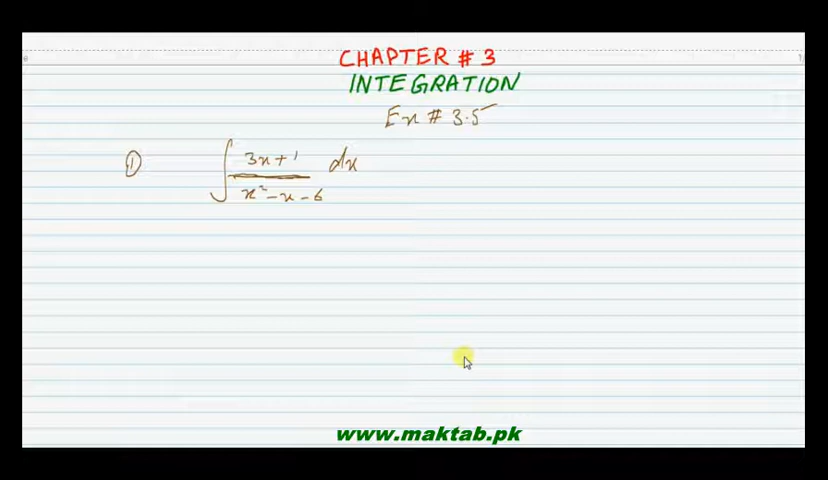 CHAPTER # 3
INTEGRATION
Ex # 3.5
① ∫ (3x + 1)/(x² - x - 6) dx
www.maktab.pk